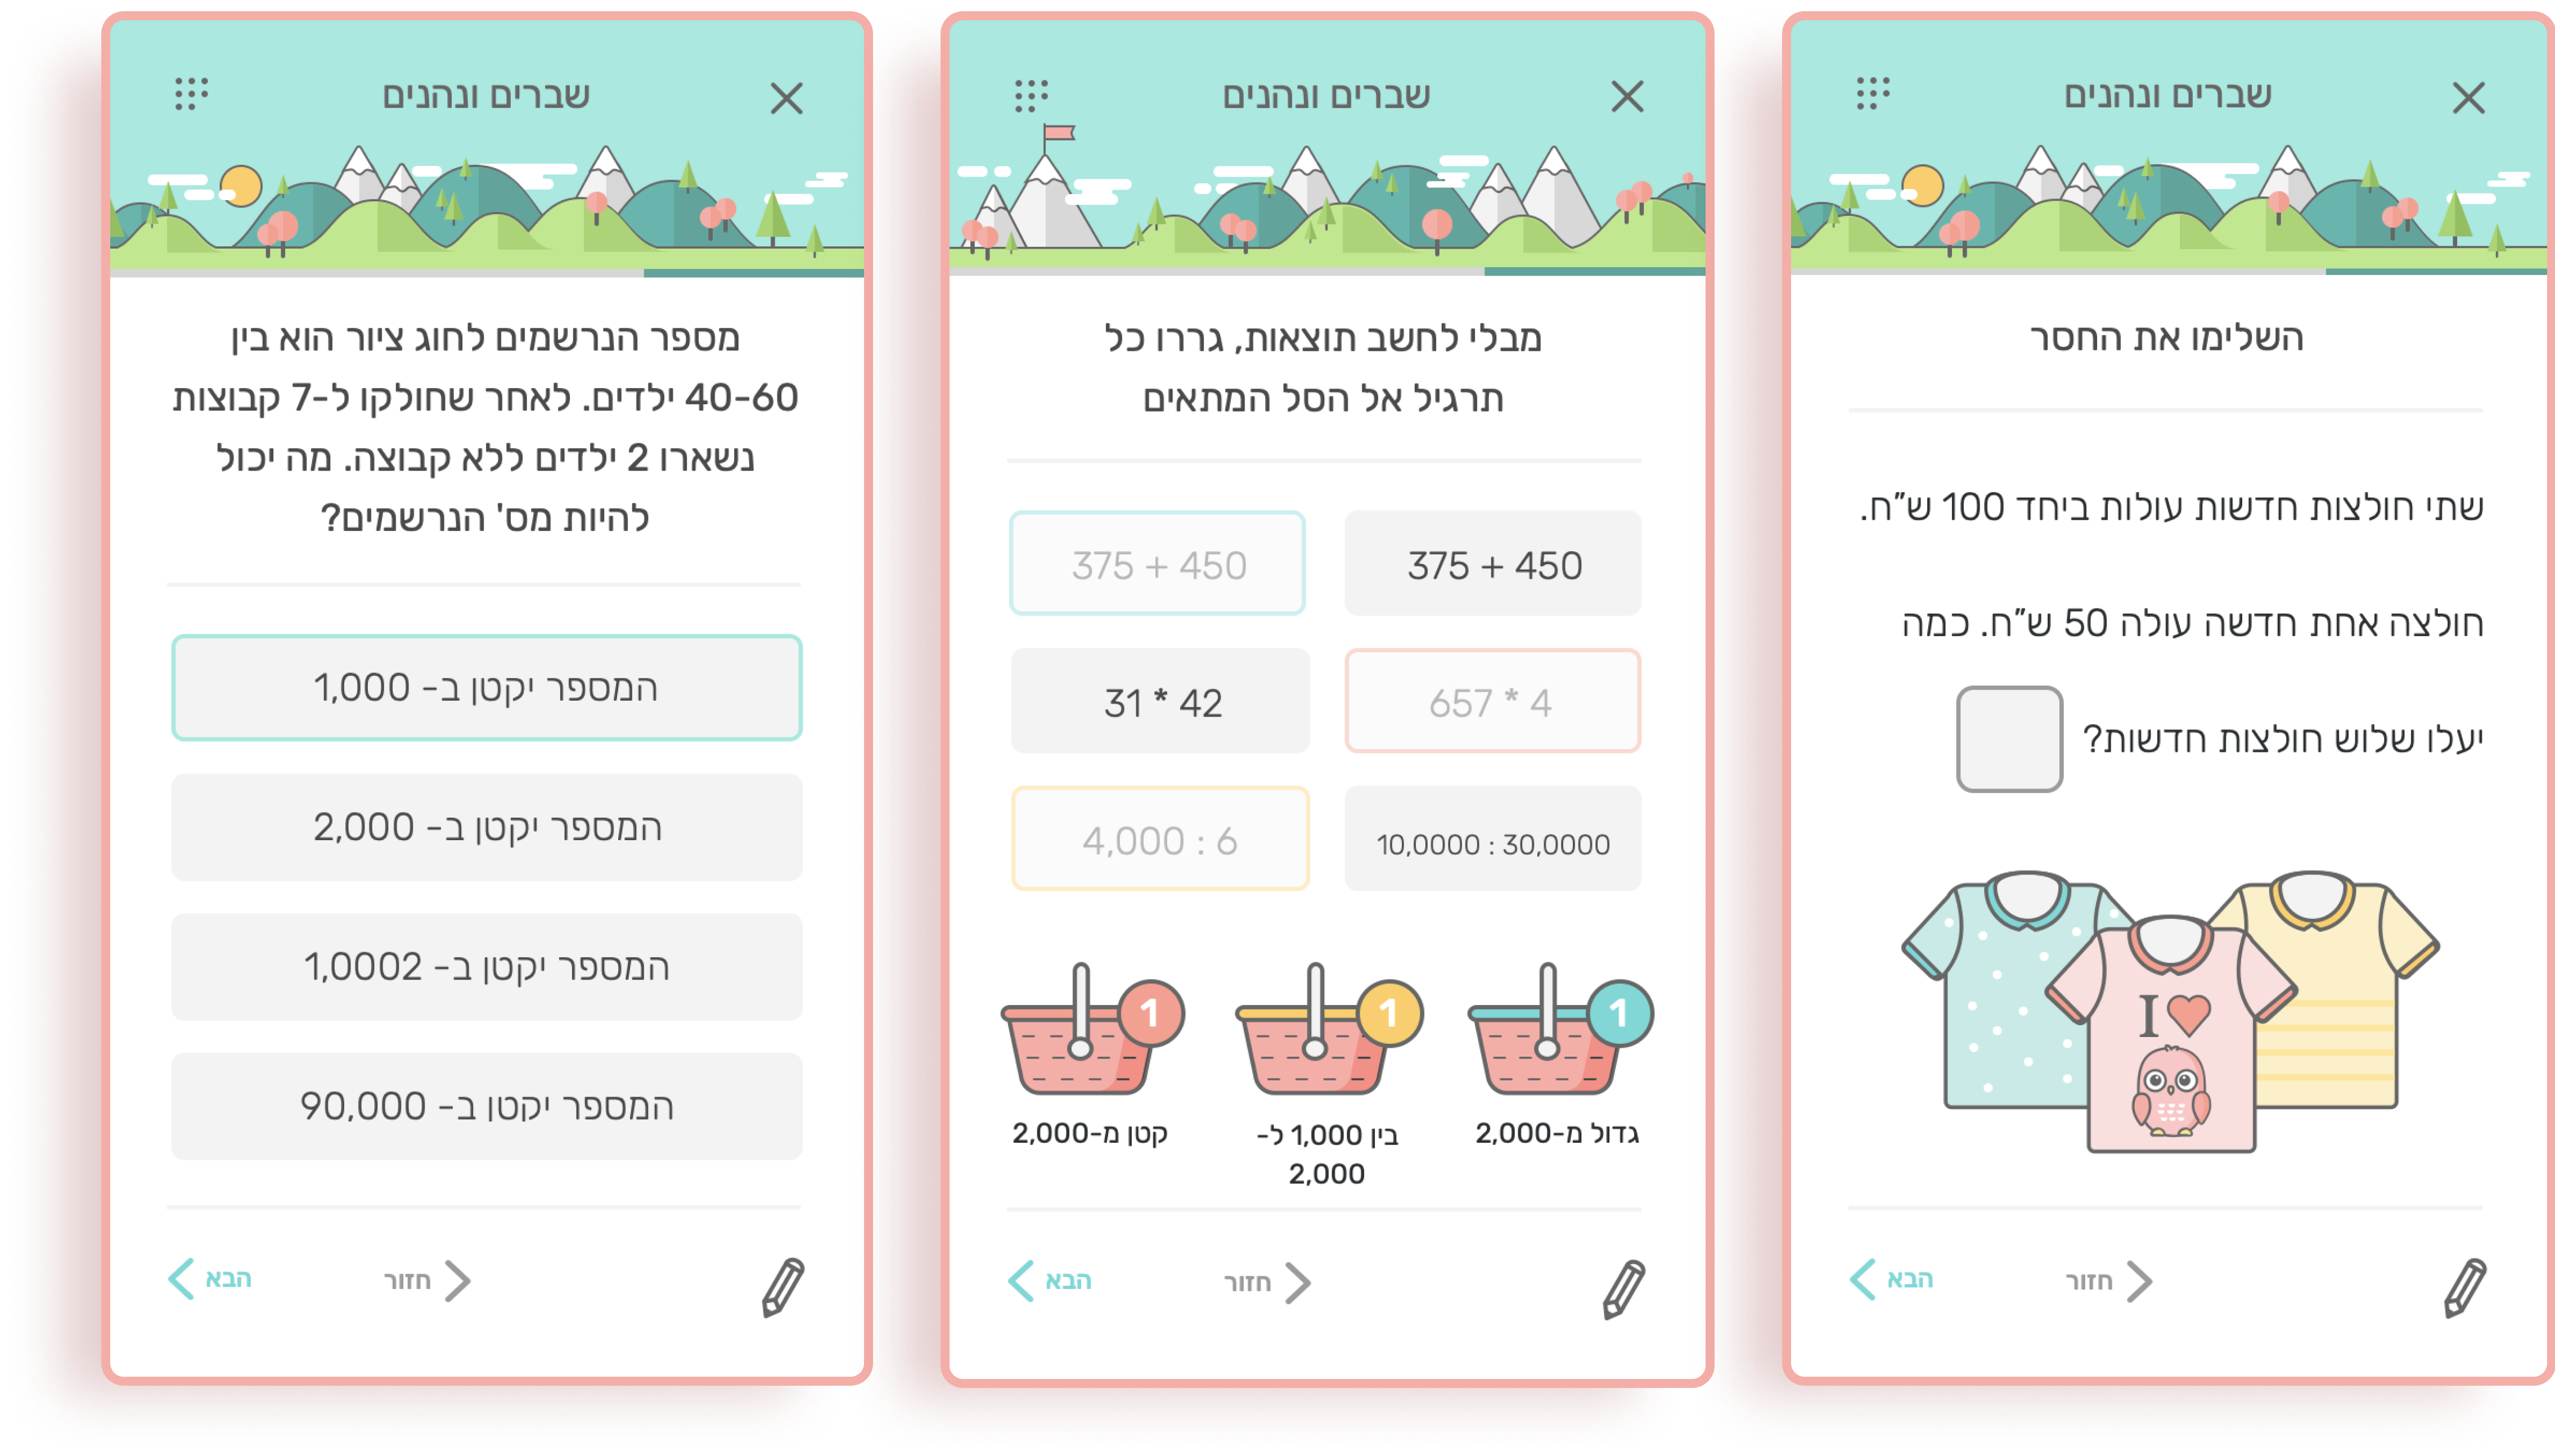 שברים ונהנים
השלימו את החסר
שתי חולצות חדשות עולות ביחד 100 ש"ח.
חולצה אחת חדשה עולה 50 ש"ח. כמה
יעלו שלוש חולצות חדשות?
I
הבא
חזור
שברים ונהנים
מבלי לחשב תוצאות, גררו כל
תרגיל אל הסל המתאים
375 + 450
375 + 450
657 * 4
31 * 42
10,0000 : 30,0000
4,000 : 6
1
1
1
גדול מ-2,000
בין 1,000 ל-
2,000
קטן מ-2,000
חזור
הבא
שברים ונהנים
מספר הנרשמים לחוג ציור הוא בין
40-60 ילדים. לאחר שחולקו ל-7 קבוצות
נשארו 2 ילדים ללא קבוצה. מה יכול
להיות מס' הנרשמים?
המספר יקטן ב- 1,000
המספר יקטן ב- 2,000
המספר יקטן ב- 1,0002
המספר יקטן ב- 90,000
חזור
הבא